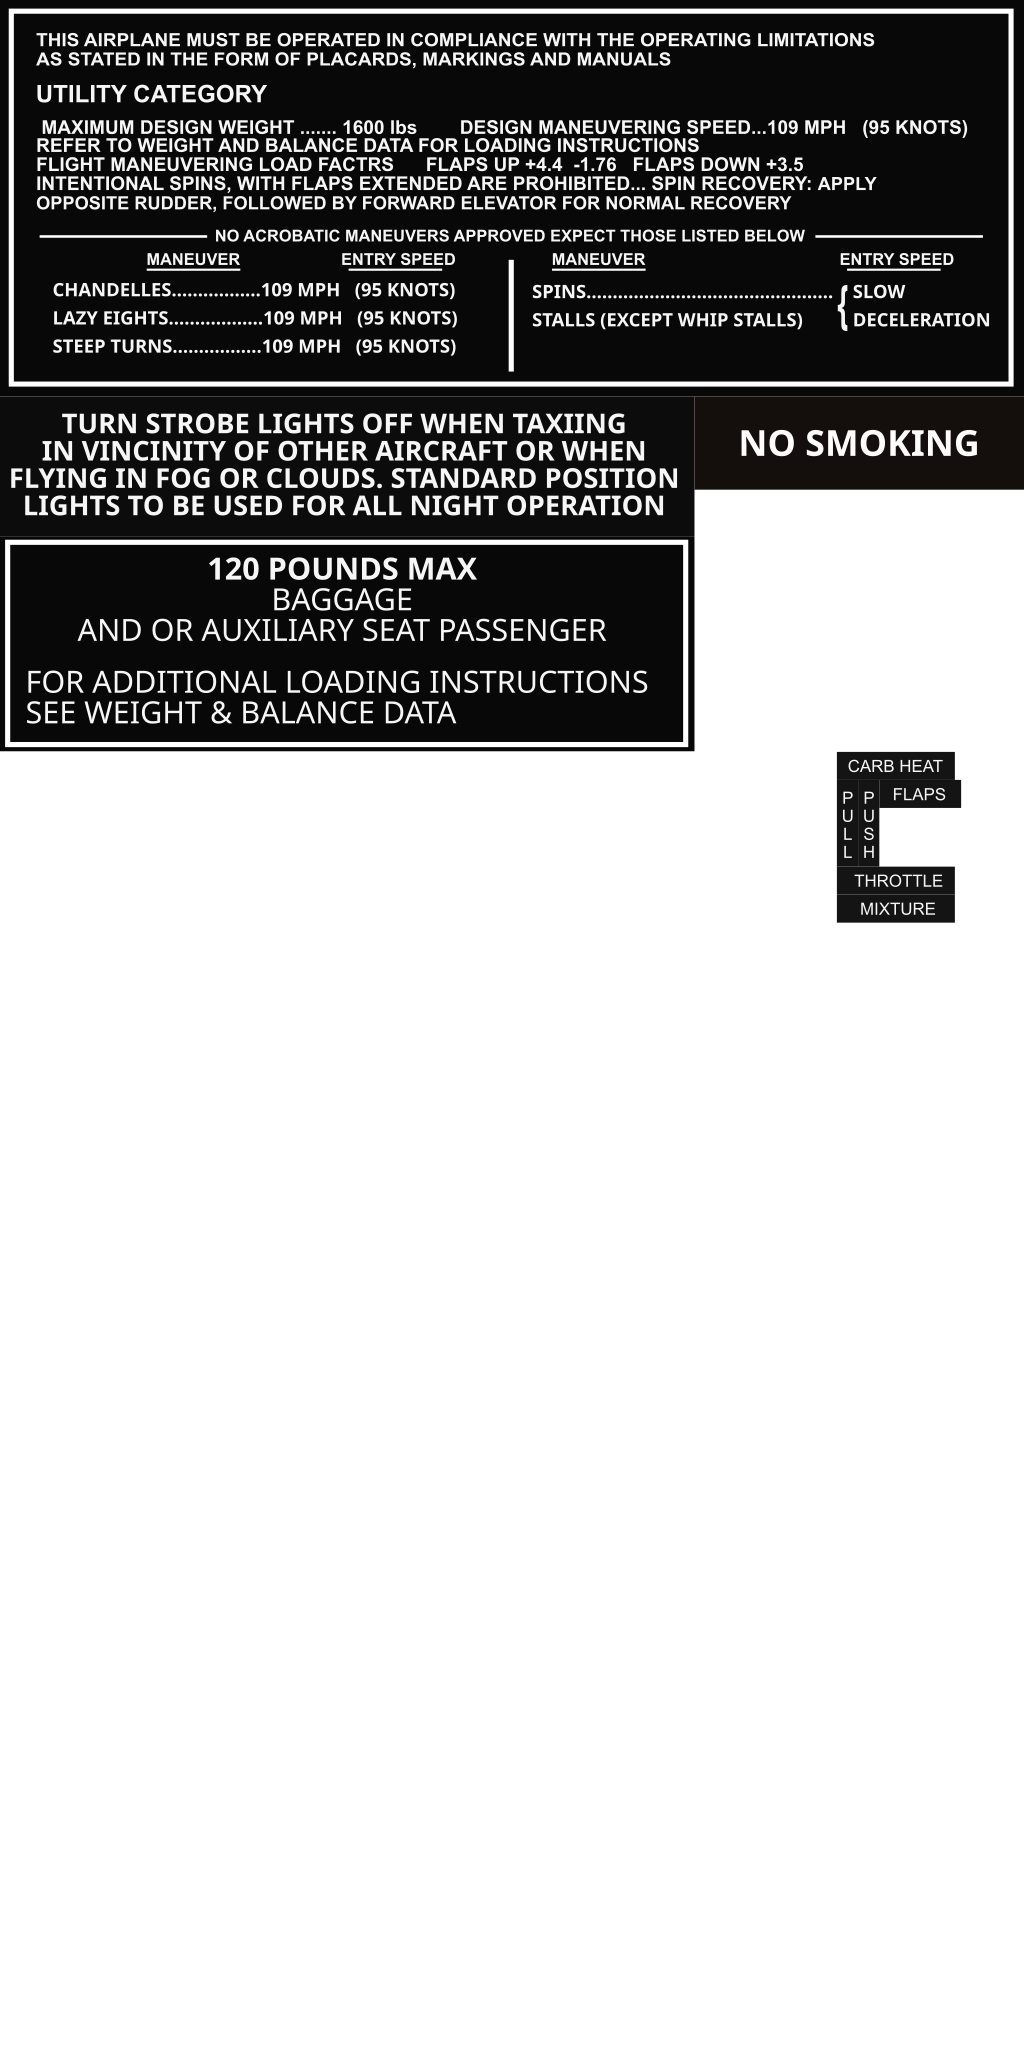 THIS AIRPLANE MUST BE OPERATED IN COMPLIANCE WITH THE OPERATING LIMITATIONS
AS STATED IN THE FORM OF PLACARDS, MARKINGS AND MANUALS
UTILITY CATEGORY
MAXIMUM DESIGN WEIGHT ....... 1600 lbs DESIGN MANEUVERING SPEED...109 MPH (95 KNOTS)
REFER TO WEIGHT AND BALANCE DATA FOR LOADING INSTRUCTIONS
FLIGHT MANEUVERING LOAD FACTRS FLAPS UP +4.4 -1.76 FLAPS DOWN +3.5
INTENTIONAL SPINS, WITH FLAPS EXTENDED ARE PROHIBITED... SPIN RECOVERY: APPLY
OPPOSITE RUDDER, FOLLOWED BY FORWARD ELEVATOR FOR NORMAL RECOVERY
NO ACROBATIC MANEUVERS APPROVED EXPECT THOSE LISTED BELOW
MANEUVER ENTRY SPEED
CHANDELLES.................109 MPH (95 KNOTS)
LAZY EIGHTS..................109 MPH (95 KNOTS)
STEEP TURNS.................109 MPH (95 KNOTS)
MANEUVER ENTRY SPEED
SPINS............................................... { SLOW
STALLS (EXCEPT WHIP STALLS) DECELERATION
TURN STROBE LIGHTS OFF WHEN TAXIING
IN VINCINITY OF OTHER AIRCRAFT OR WHEN
FLYING IN FOG OR CLOUDS. STANDARD POSITION
LIGHTS TO BE USED FOR ALL NIGHT OPERATION
NO SMOKING
120 POUNDS MAX
BAGGAGE
AND OR AUXILIARY SEAT PASSENGER
FOR ADDITIONAL LOADING INSTRUCTIONS
SEE WEIGHT & BALANCE DATA
CARB HEAT
PULL
PUSH
FLAPS
THROTTLE
MIXTURE